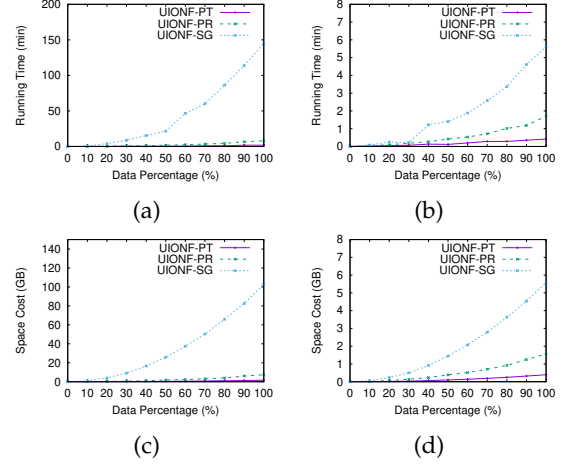 UIONF-PT
UIONF-PR
UIONF-SG
Running Time (min)
200
150
100
50
0
0 10 20 30 40 50 60 70 80 90 100
Data Percentage (%)
(a)
UIONF-PT
UIONF-PR
UIONF-SG
Running Time (min)
8
7
6
5
4
3
2
1
0
0 10 20 30 40 50 60 70 80 90 100
Data Percentage (%)
(b)
UIONF-PT
UIONF-PR
UIONF-SG
Space Cost (GB)
140
120
100
80
60
40
20
0
0 10 20 30 40 50 60 70 80 90 100
Data Percentage (%)
(c)
UIONF-PT
UIONF-PR
UIONF-SG
Space Cost (GB)
8
7
6
5
4
3
2
1
0
0 10 20 30 40 50 60 70 80 90 100
Data Percentage (%)
(d)